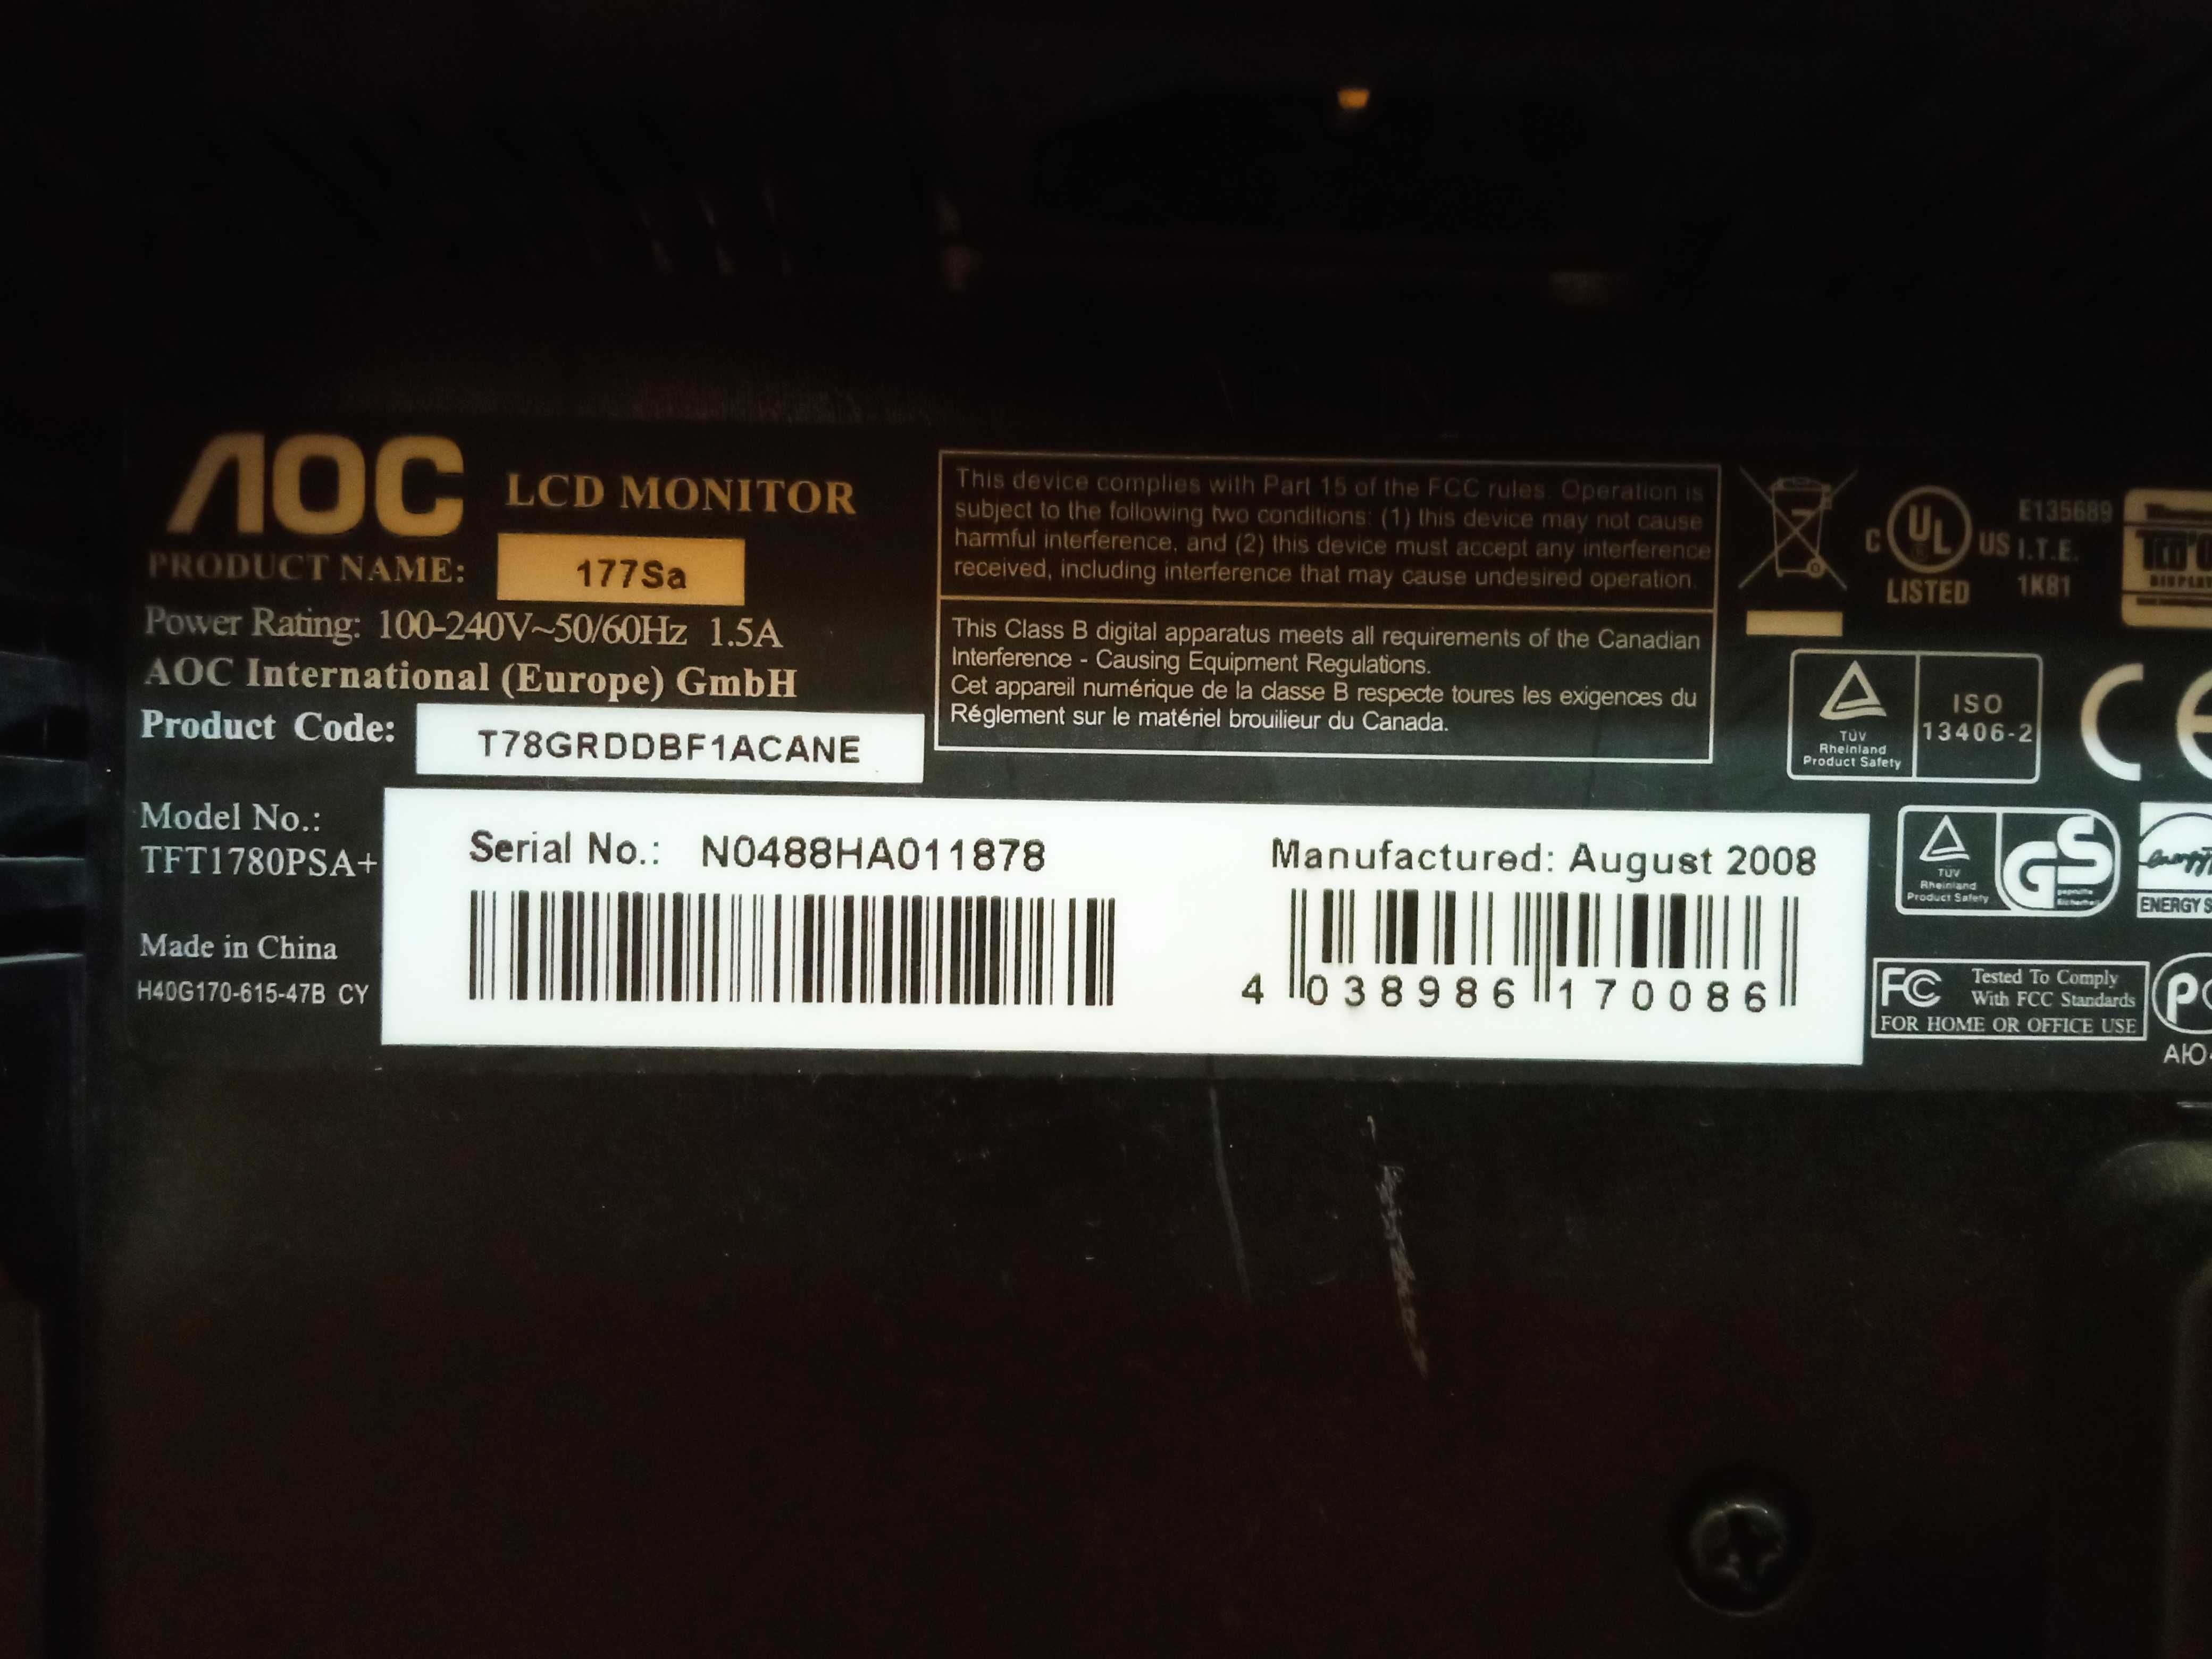 AOC LCD MONITOR
PRODUCT NAME: 177Sa
Power Rating: 100-240V~50/60Hz 1.5A
AOC International (Europe) GmbH
Product Code: T78GRDDBF1ACANE
Model No.:
TFT1780PSA+
Made in China
H40G170-615-47B CY
This device complies with Part 15 of the FCC rules. Operation is
subject to the following two conditions: (1) this device may not cause
harmful interference, and (2) this device must accept any interference
received, including interference that may cause undesired operation.
This Class B digital apparatus meets all requirements of the Canadian
Interference - Causing Equipment Regulations.
Cet appareil numérique de la classe B respecte toures les exigences du
Réglement sur le matériel brouilieur du Canada.
Serial No.: N0488HA011878
Manufactured: August 2008
4 038986 170086
C UL US
LISTED
E135689
I.T.E.
1K81
TÜV
Rheinland
Product Safety
ISO
13406-2
CE
TÜV
Rheinland
Product Safety
GS
geprüfte
Sicherheit
energy
ENERGY S
FC Tested To Comply
With FCC Standards
FOR HOME OR OFFICE USE
AЮ